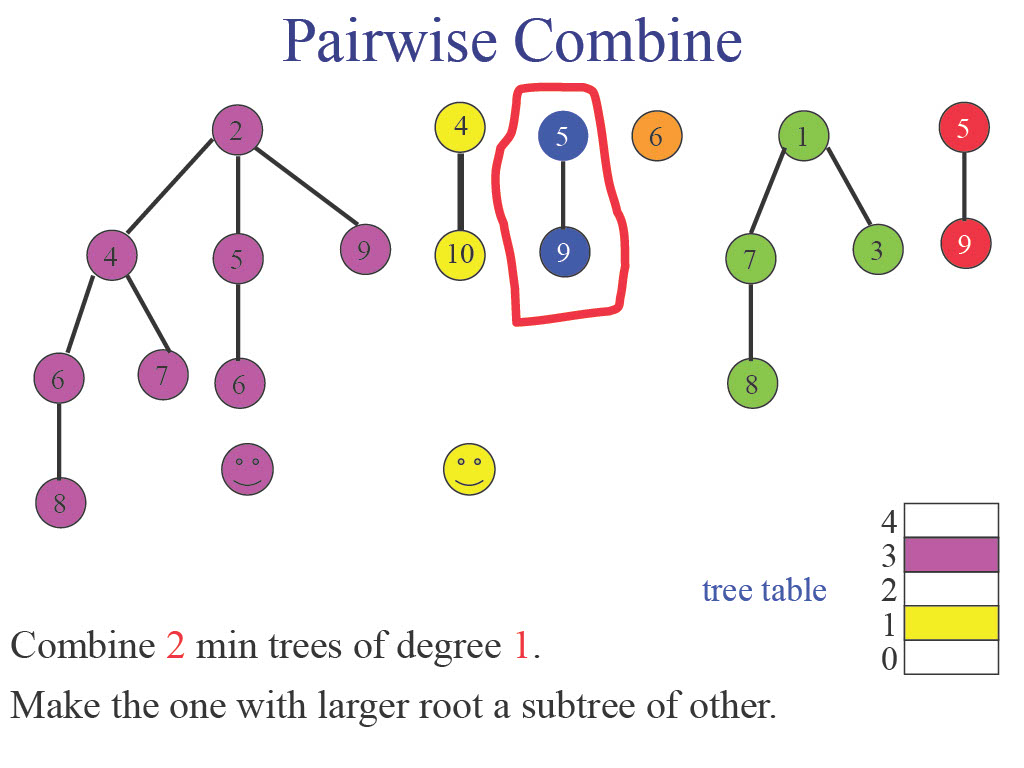 Pairwise Combine
2 4 5 6 1 5
4 5 9 10 9 7 3 9
6 7 6 8
8
4
3
tree table 2
1
Combine 2 min trees of degree 1.
0
Make the one with larger root a subtree of other.